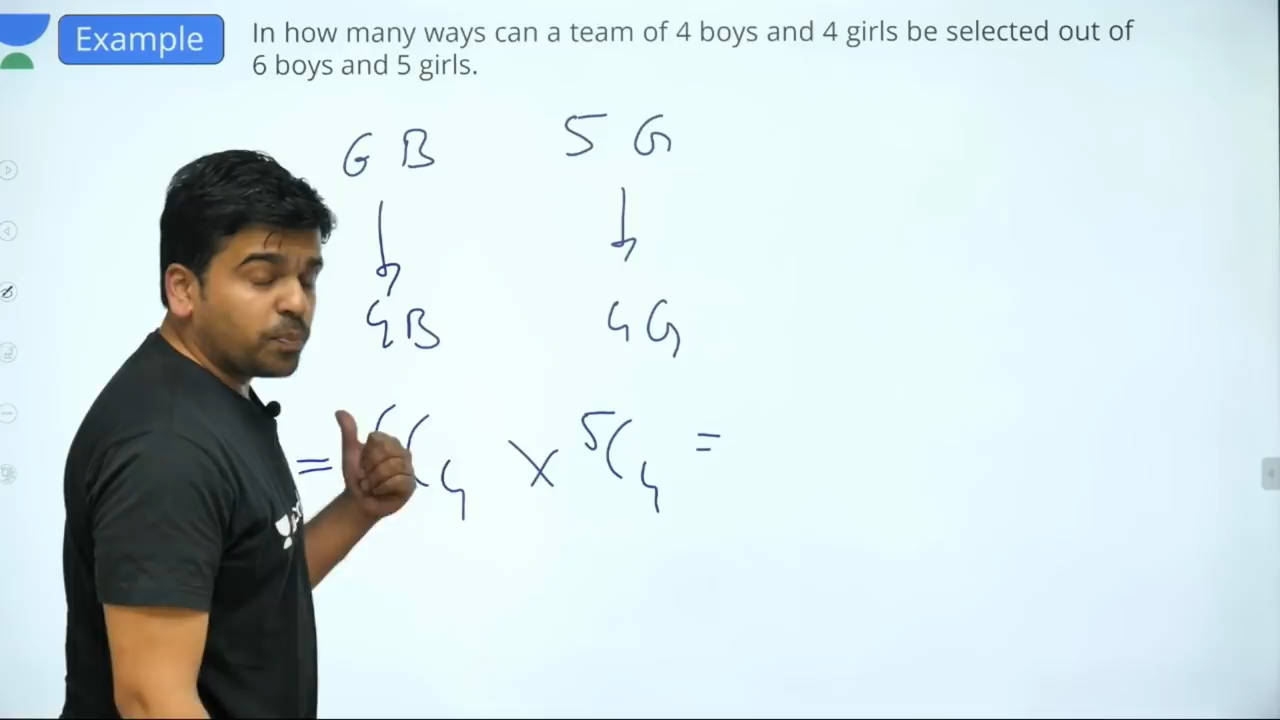 Example
In how many ways can a team of 4 boys and 4 girls be selected out of
6 boys and 5 girls.
6 B 5 G
4B 4 G
= 6C4 × 5C4 =